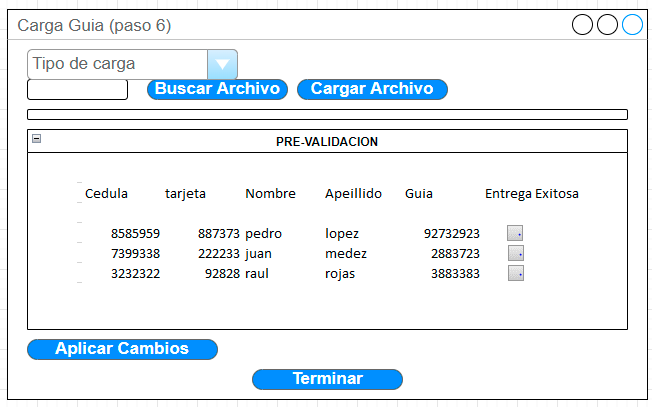 Carga Guia (paso 6)
Tipo de carga
Buscar Archivo Cargar Archivo
PRE-VALIDACION
Cedula tarjeta Nombre Apeillido Guia Entrega Exitosa
8585959 887373 pedro lopez 92732923
7399338 222233 juan medez 2883723
3232322 92828 raul rojas 3883383
Aplicar Cambios
Terminar